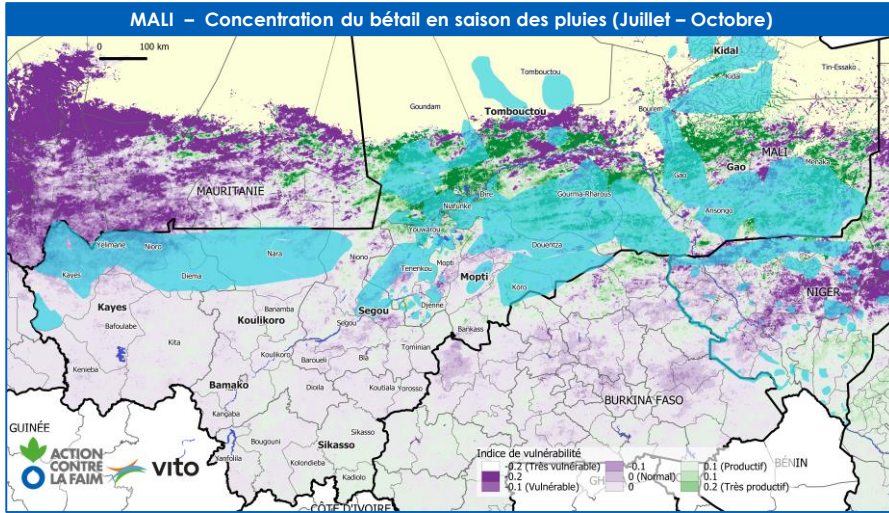 MALI – Concentration du bétail en saison des pluies (Juillet – Octobre)
0 100 km
Kidal
Kidal
Tin-Essako
Tombouctou
Goundam
Tombouctou
Bourem
MALI
Gao
Menaka
MAURITANIE
Gao
Diré
Niafunke
Gourma-Rharous
Ansongo
Youwarou
Yelimane
Nioro
Nara
Niono
Douentza
Kayes
Diema
Tenenkou
Mopti
Mopti
Koro
NIGER
Kayes
Segou
Djenne
Banamba
Koulikoro
Bafoulabe
Segou
Bankass
Kita
Koulikoro
Tominian
Baroueli
Bla
Kenieba
Bamako
Kati
Dioila
Koutiala
Yorosso
BURKINA FASO
Kangaba
GUINÉE
Sikasso
Bougouni
Sikasso
Yanfolila
Kolondieba
Kadiolo
CÔTE D'IVOIRE
BÉNIN
GH
ACTION
CONTRE
LA FAIM
vito
Indice de vulnérabilité
-0.2 (Très vulnérable)
-0.2
-0.1 (Vulnérable)
-0.1
0 (Normal)
0
0.1 (Productif)
0.1
0.2 (Très productif)